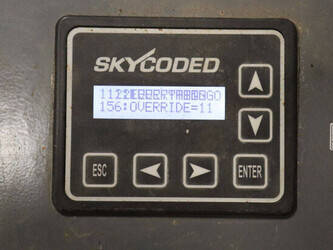 SKYCODED
156:OVERRIDE=11
ESC
ENTER